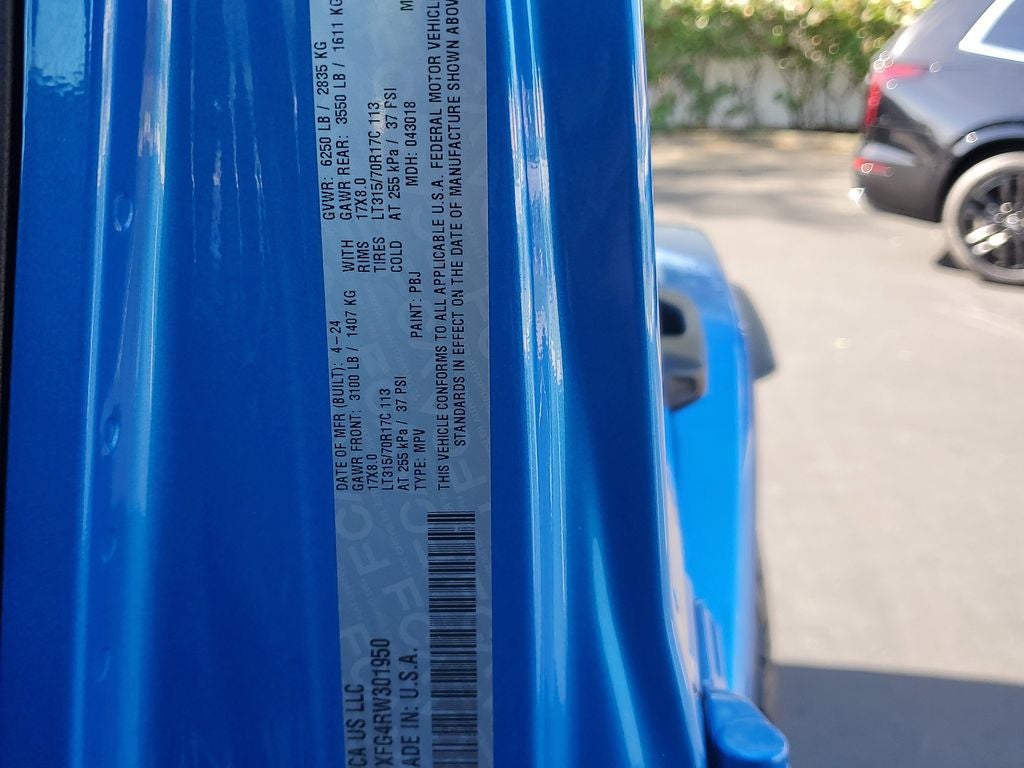 CA US LLC
DATE OF MFR (BUILT): 4-24
GVWR: 6250 LB / 2835 KG
GAWR FRONT: 3100 LB / 1407 KG WITH
GAWR REAR: 3550 LB / 1611 KG
17X8.0 RIMS
17X8.0
LT315/70R17C 113 TIRES
LT315/70R17C 113
AT 255 kPa / 37 PSI COLD
AT 255 kPa / 37 PSI
TYPE: MPV PAINT: PBJ MDH: 043018
THIS VEHICLE CONFORMS TO ALL APPLICABLE U.S.A. FEDERAL MOTOR VEHICLE
STANDARDS IN EFFECT ON THE DATE OF MANUFACTURE SHOWN ABOVE
XFG4RW301950
ADE IN: U.S.A.